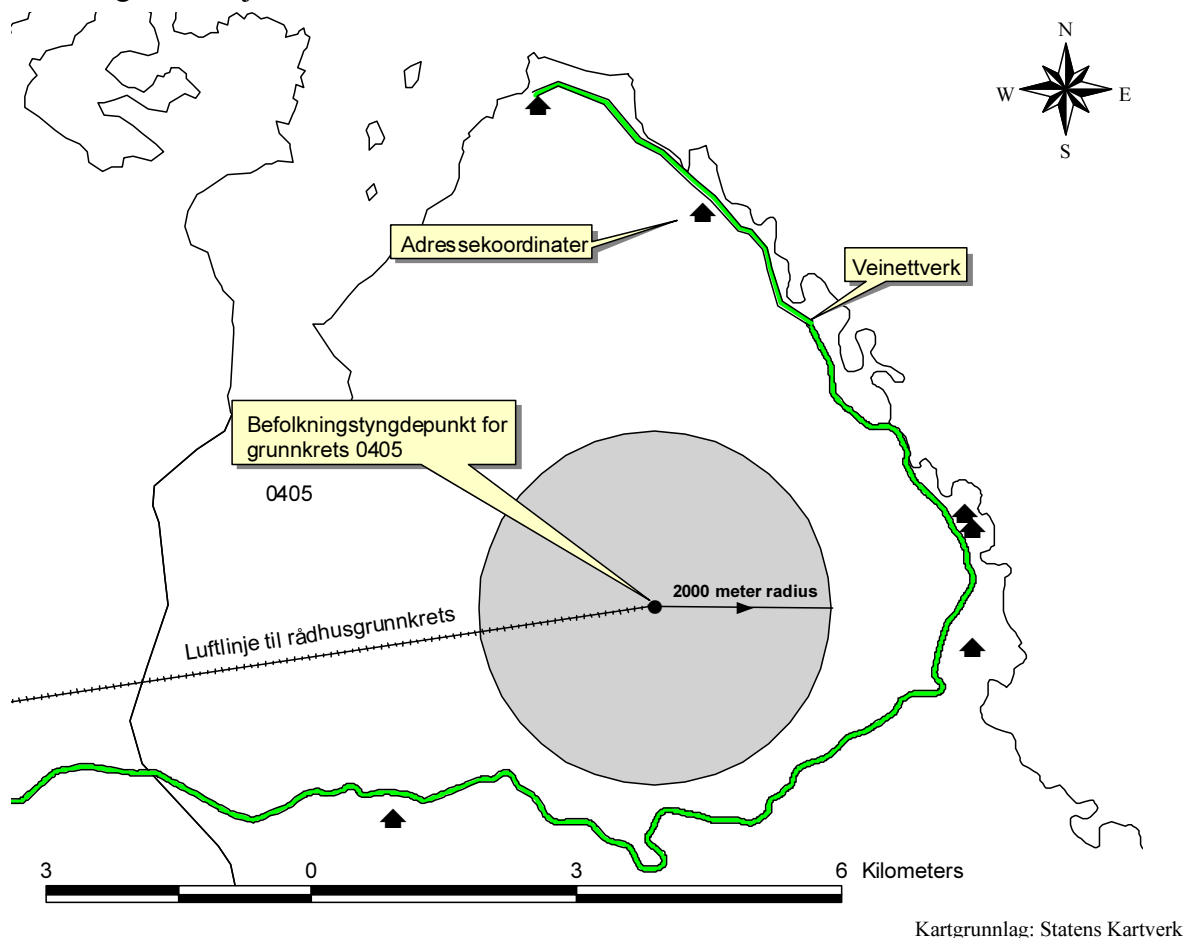 N
W E
S
Adressekoordinater
Veinettverk
Befolkningstyngdepunkt for
grunnkrets 0405
0405
2000 meter radius
Luftlinje til rådhusgrunnkrets
3 0 3 6 Kilometers
Kartgrunnlag: Statens Kartverk